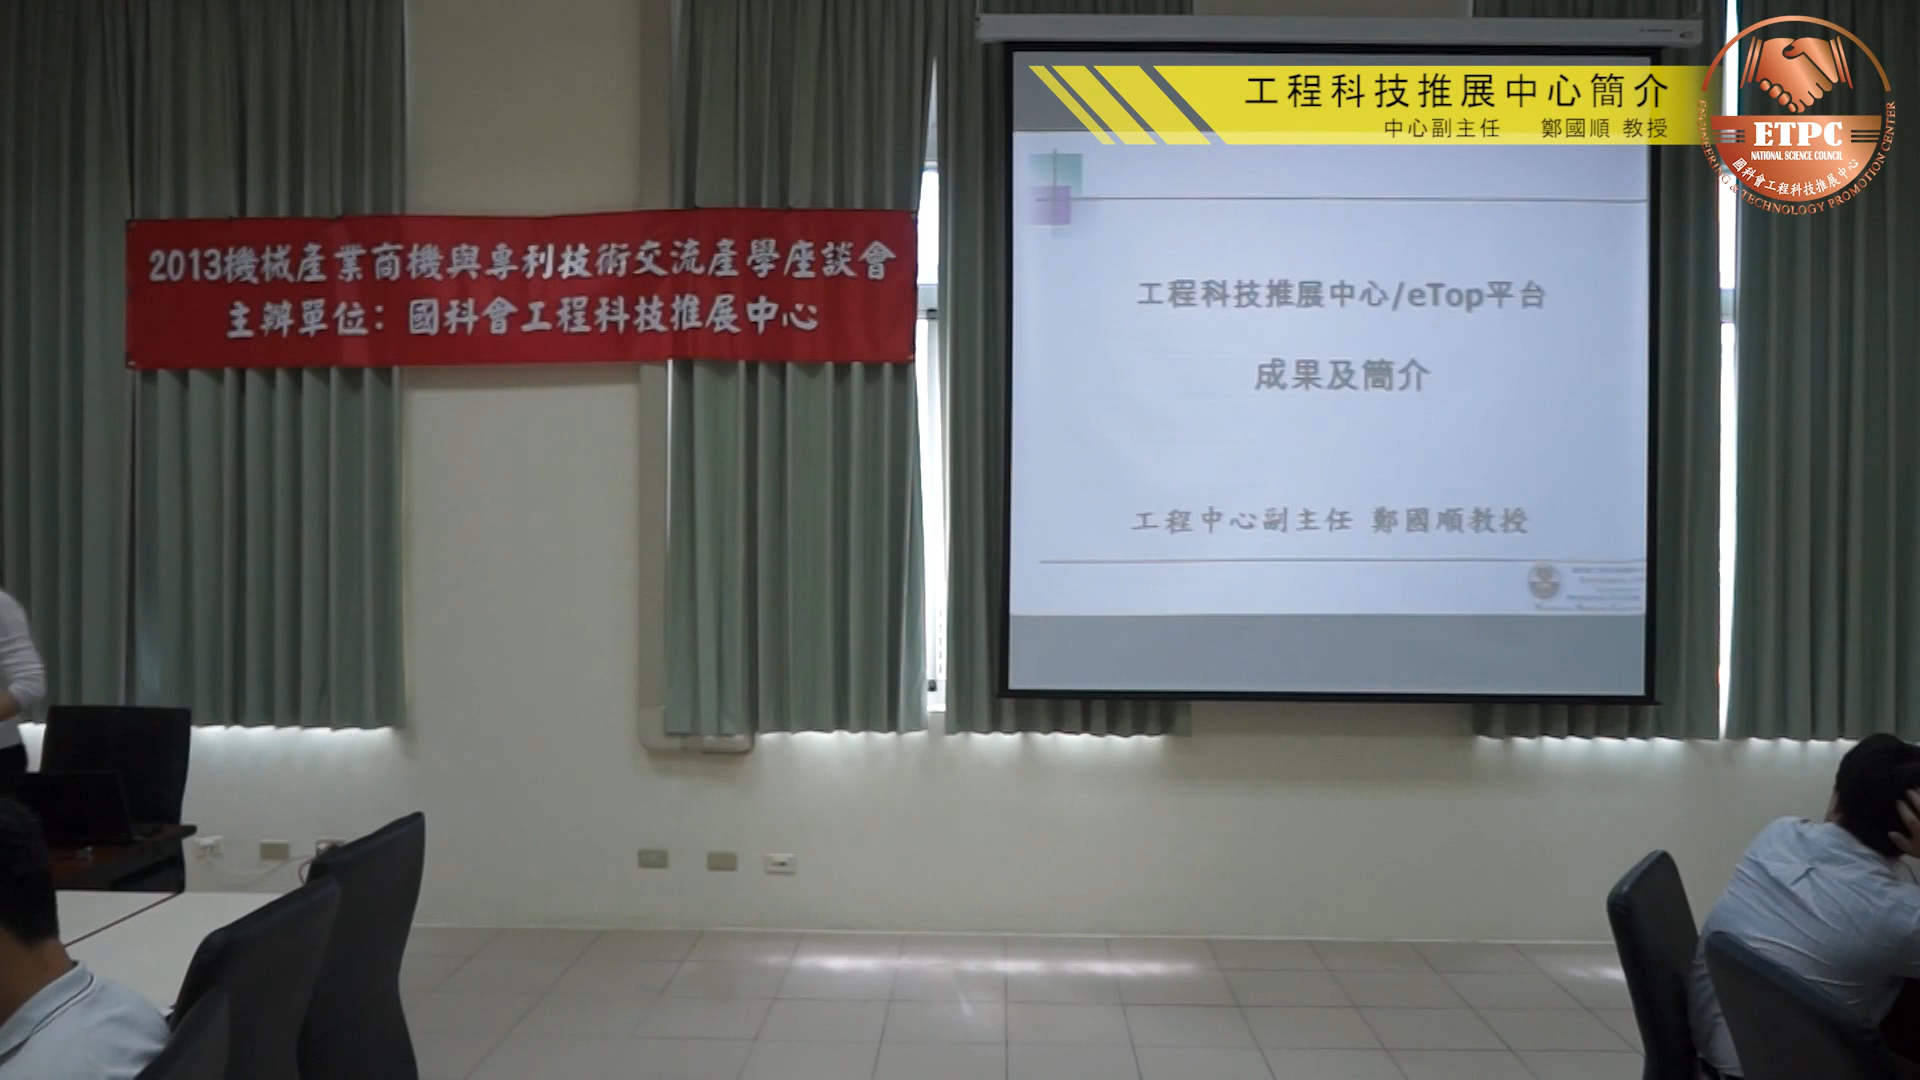 工程科技推展中心簡介
中心副主任 鄭國順 教授
ETPC
NATIONAL SCIENCE COUNCIL
國科會工程科技推展中心
ENGINEERING & TECHNOLOGY PROMOTION CENTER
2013機械產業商機與專利技術交流產學座談會
主辦單位：國科會工程科技推展中心
工程科技推展中心/eTop平台
成果及簡介
工程中心副主任 鄭國順教授